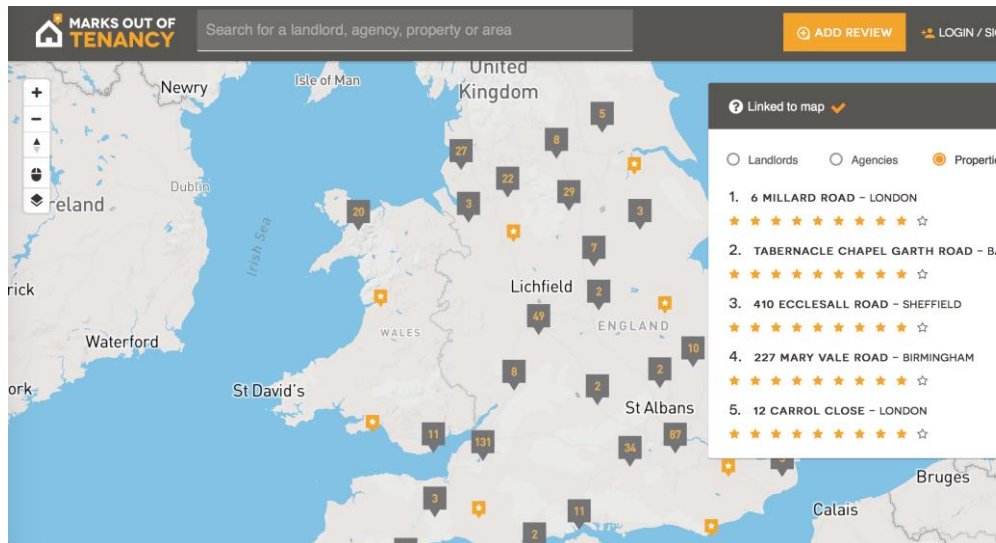 MARKS OUT OF
TENANCY
Search for a landlord, agency, property or area
ADD REVIEW
LOGIN / SI
Linked to map
Landlords
Agencies
Properti
1. 6 MILLARD ROAD – LONDON
2. TABERNACLE CHAPEL GARTH ROAD – BA
3. 410 ECCLESALL ROAD – SHEFFIELD
4. 227 MARY VALE ROAD – BIRMINGHAM
5. 12 CARROL CLOSE – LONDON
United
Kingdom
Isle of Man
Newry
5
8
27
22
29
Dublin
3
3
20
reland
Irish Sea
7
Lichfield
2
rick
49
ENGLAND
WALES
Waterford
10
8
2
2
ork
St David's
St Albans
11
131
34
87
Bruges
3
11
Calais
2